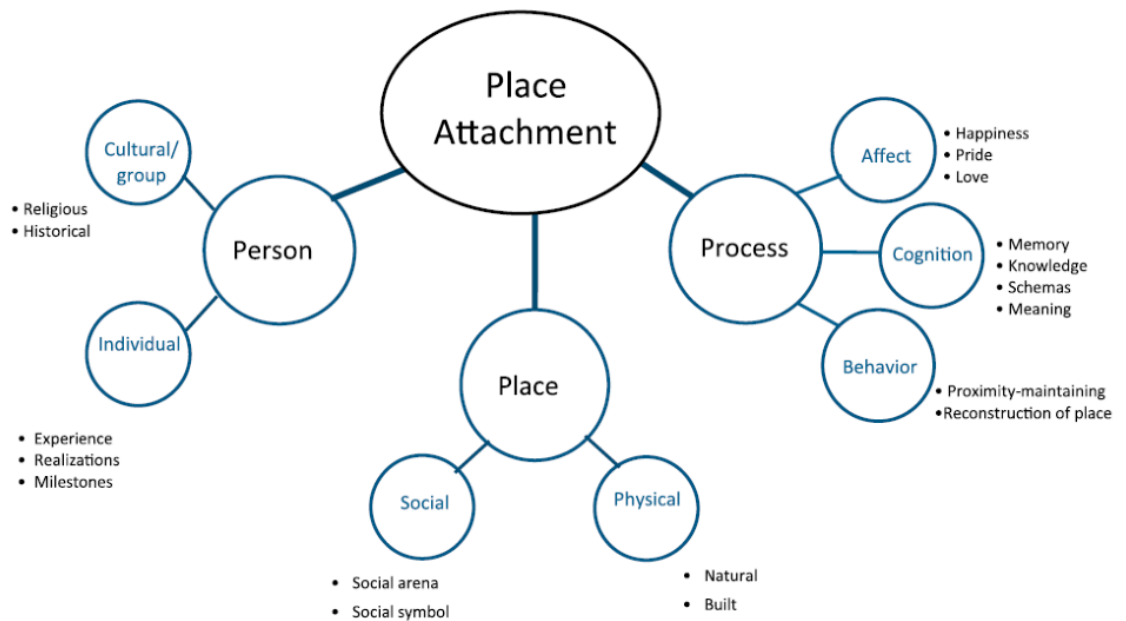 Place
Attachment
Cultural/
group
• Religious
• Historical
Person
Individual
• Experience
• Realizations
• Milestones
Place
Social
• Social arena
• Social symbol
Physical
• Natural
• Built
Process
Affect
• Happiness
• Pride
• Love
Cognition
• Memory
• Knowledge
• Schemas
• Meaning
Behavior
• Proximity-maintaining
•Reconstruction of place